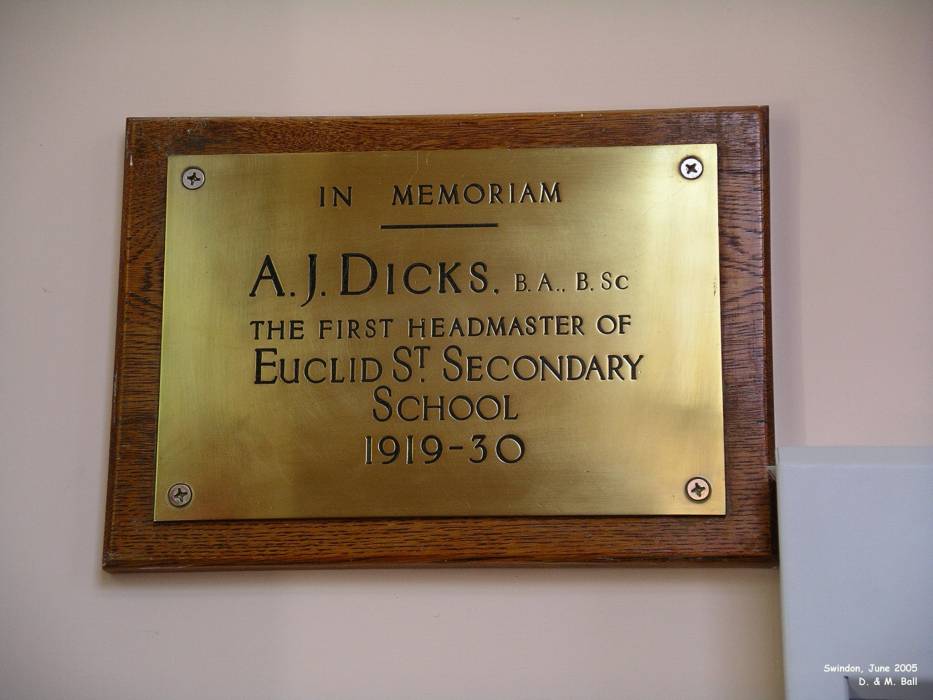 IN MEMORIAM
A.J. DICKS. B.A.. B.Sc
THE FIRST HEADMASTER OF
EUCLID ST. SECONDARY
SCHOOL
1919-30
Swindon, June 2005
D. & M. Ball